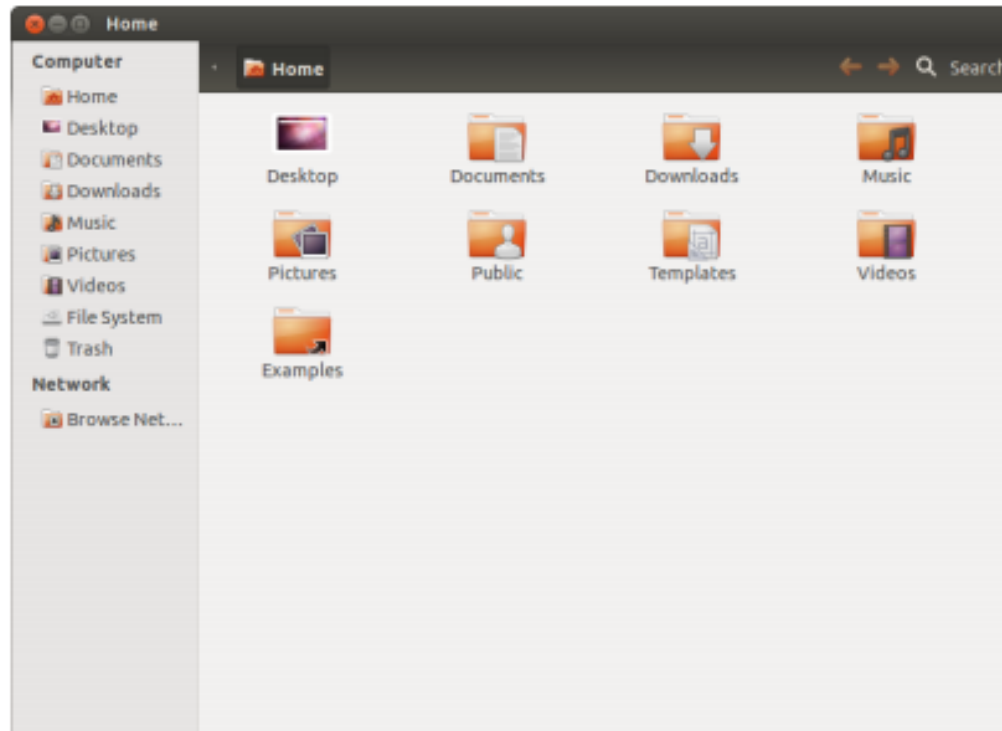 Home
Computer
Home
Desktop
Documents
Downloads
Music
Pictures
Videos
File System
Trash
Network
Browse Net...
Home
Search
Desktop
Documents
Downloads
Music
Pictures
Public
Templates
Videos
Examples